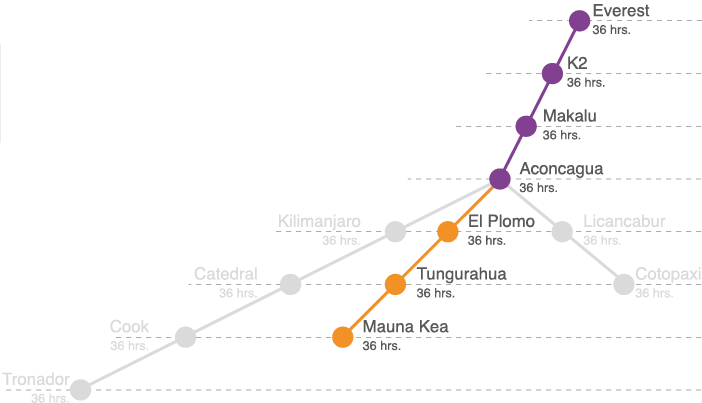 Everest
36 hrs.
K2
36 hrs.
Makalu
36 hrs.
Aconcagua
36 hrs.
Kilimanjaro
36 hrs.
El Plomo
36 hrs.
Licancabur
36 hrs.
Catedral
36 hrs.
Tungurahua
36 hrs.
Cotopaxi
36 hrs.
Cook
36 hrs.
Mauna Kea
36 hrs.
Tronador
36 hrs.